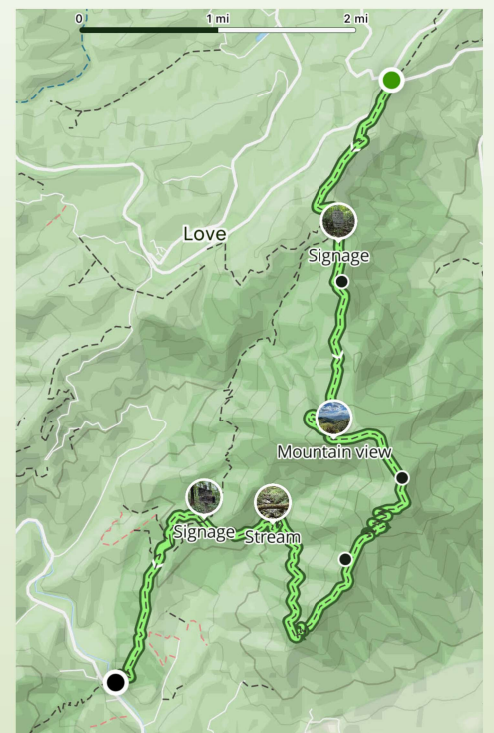 0 1 mi 2 mi
Love
Signage
Mountain view
Signage Stream